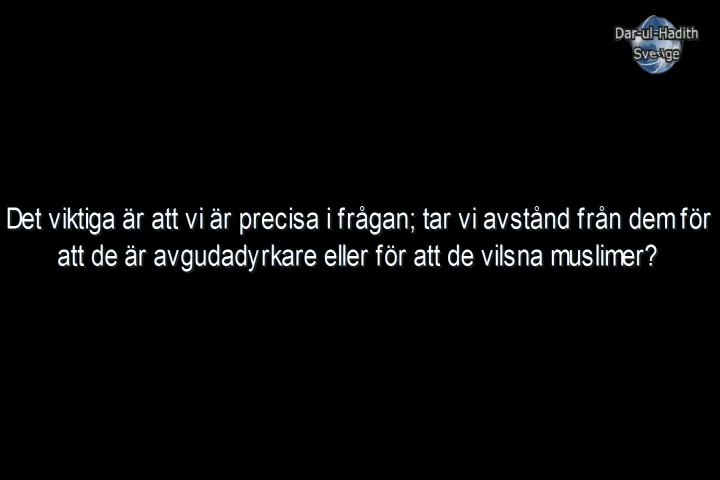 Dar-ul-Hadith
Sverige
Det viktiga är att vi är precisa i frågan; tar vi avstånd från dem för
att de är avgudadyrkare eller för att de vilsna muslimer?